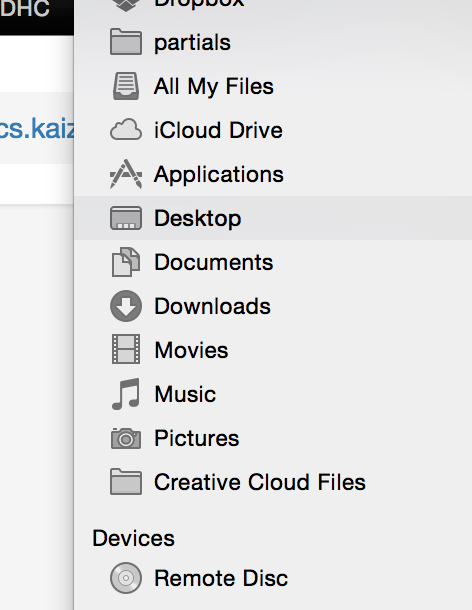 DHC
Dropbox
partials
All My Files
cs.kaiz
iCloud Drive
Applications
Desktop
Documents
Downloads
Movies
Music
Pictures
Creative Cloud Files
Devices
Remote Disc